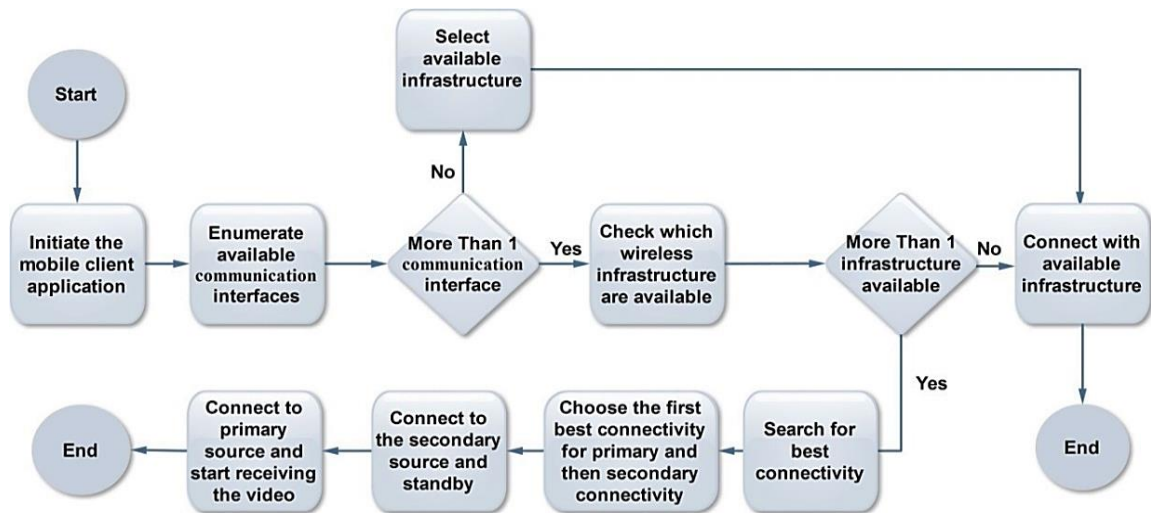 Start
Initiate the
mobile client
application
Enumerate
available
communication
interfaces
More Than 1
communication
interface
No
Select
available
infrastructure
Yes
Check which
wireless
infrastructure
are available
More Than 1
infrastructure
available
No
Connect with
available
infrastructure
End
Yes
Search for
best
connectivity
Choose the first
best connectivity
for primary and
then secondary
connectivity
Connect to
the secondary
source and
standby
Connect to
primary
source and
start receiving
the video
End